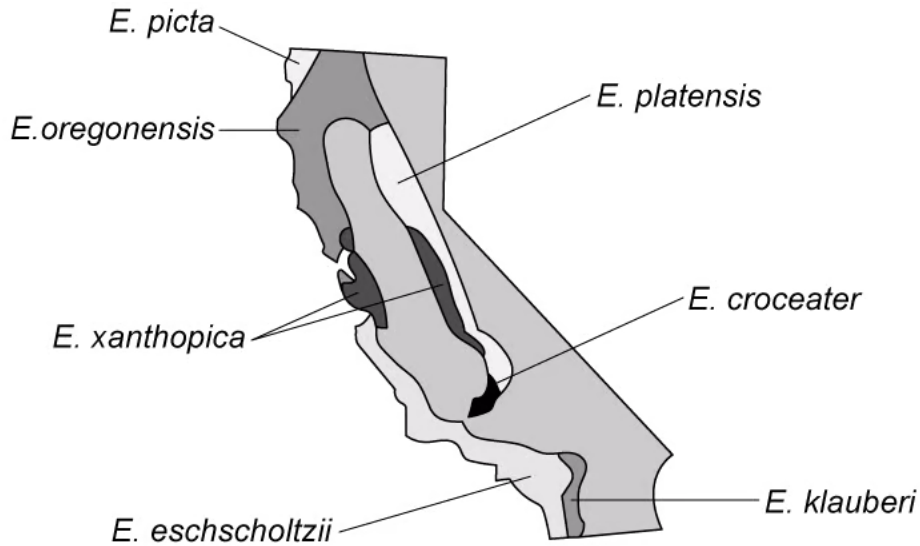 E. picta
E. platensis
E.oregonensis
E. croceater
E. xanthopica
E. klauberi
E. eschscholtzii